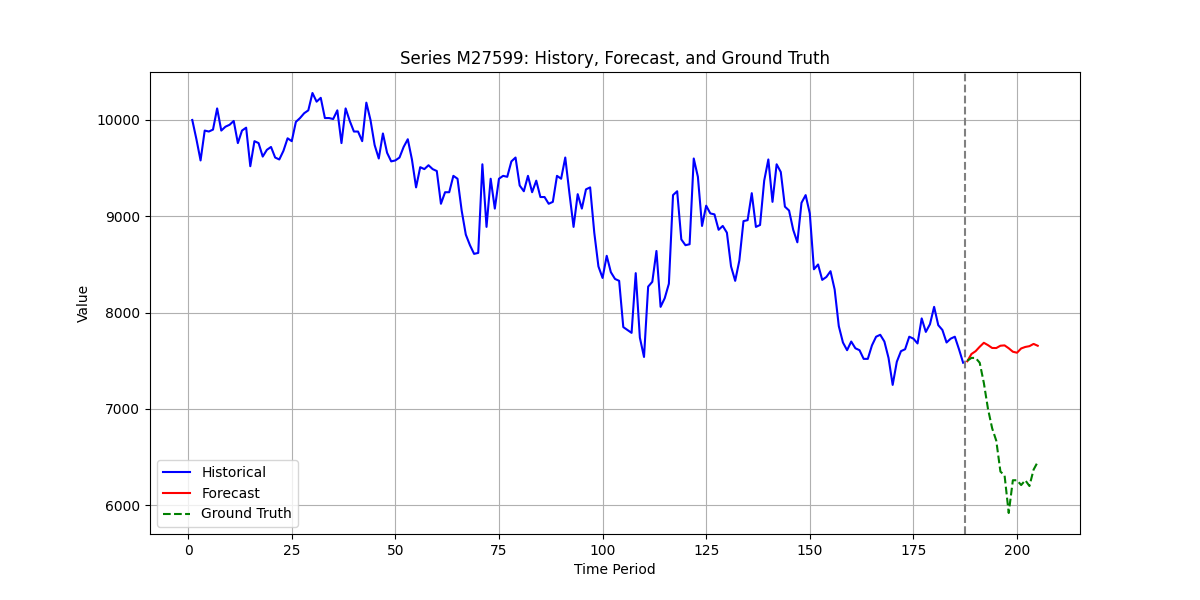 Series M27599: History, Forecast, and Ground Truth
Value
10000
9000
8000
7000
6000
Historical
Forecast
Ground Truth
0 25 50 75 100 125 150 175 200
Time Period